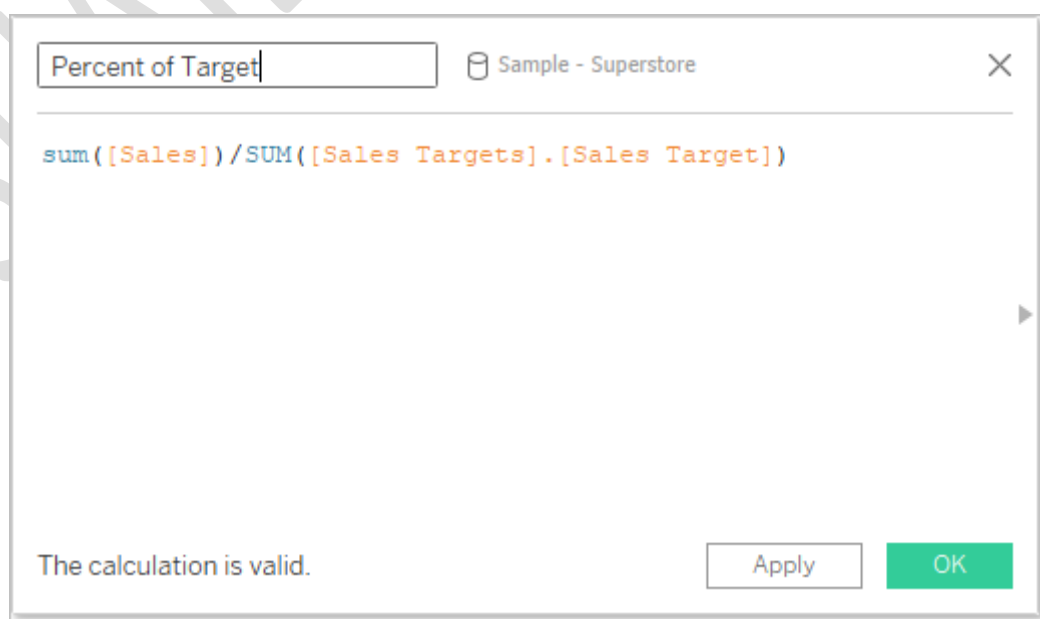 Percent of Target
Sample - Superstore
sum([Sales])/SUM([Sales Targets].[Sales Target])
The calculation is valid.
Apply
OK